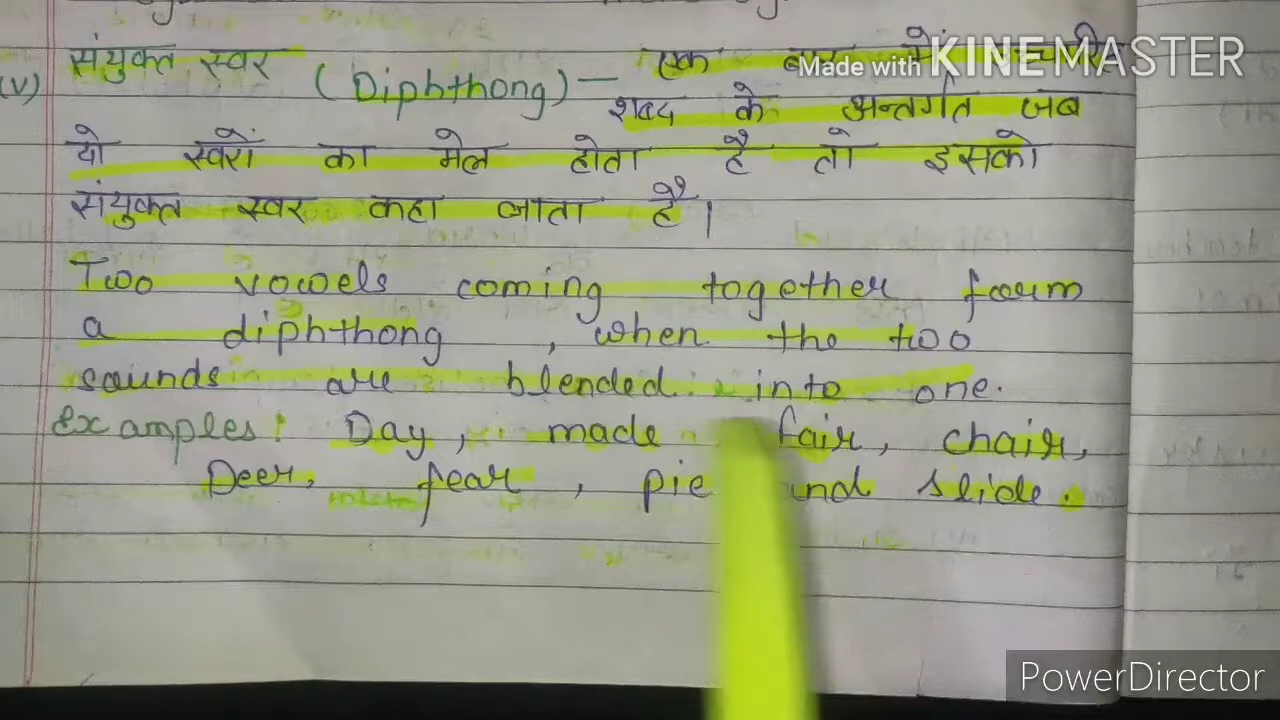 (v) संयुक्त स्वर (Diphthong) — एक बार में
Made with KINEMASTER
शब्द के अन्तर्गत जब
दो स्वरों का मेल होता है तो इसको
संयुक्त स्वर कहा जाता है।
Two vowels coming together form
a diphthong, when the two
sounds are blended into one.
Examples: Day, made fair, chair,
Deer, fear, pie and slide.
PowerDirector